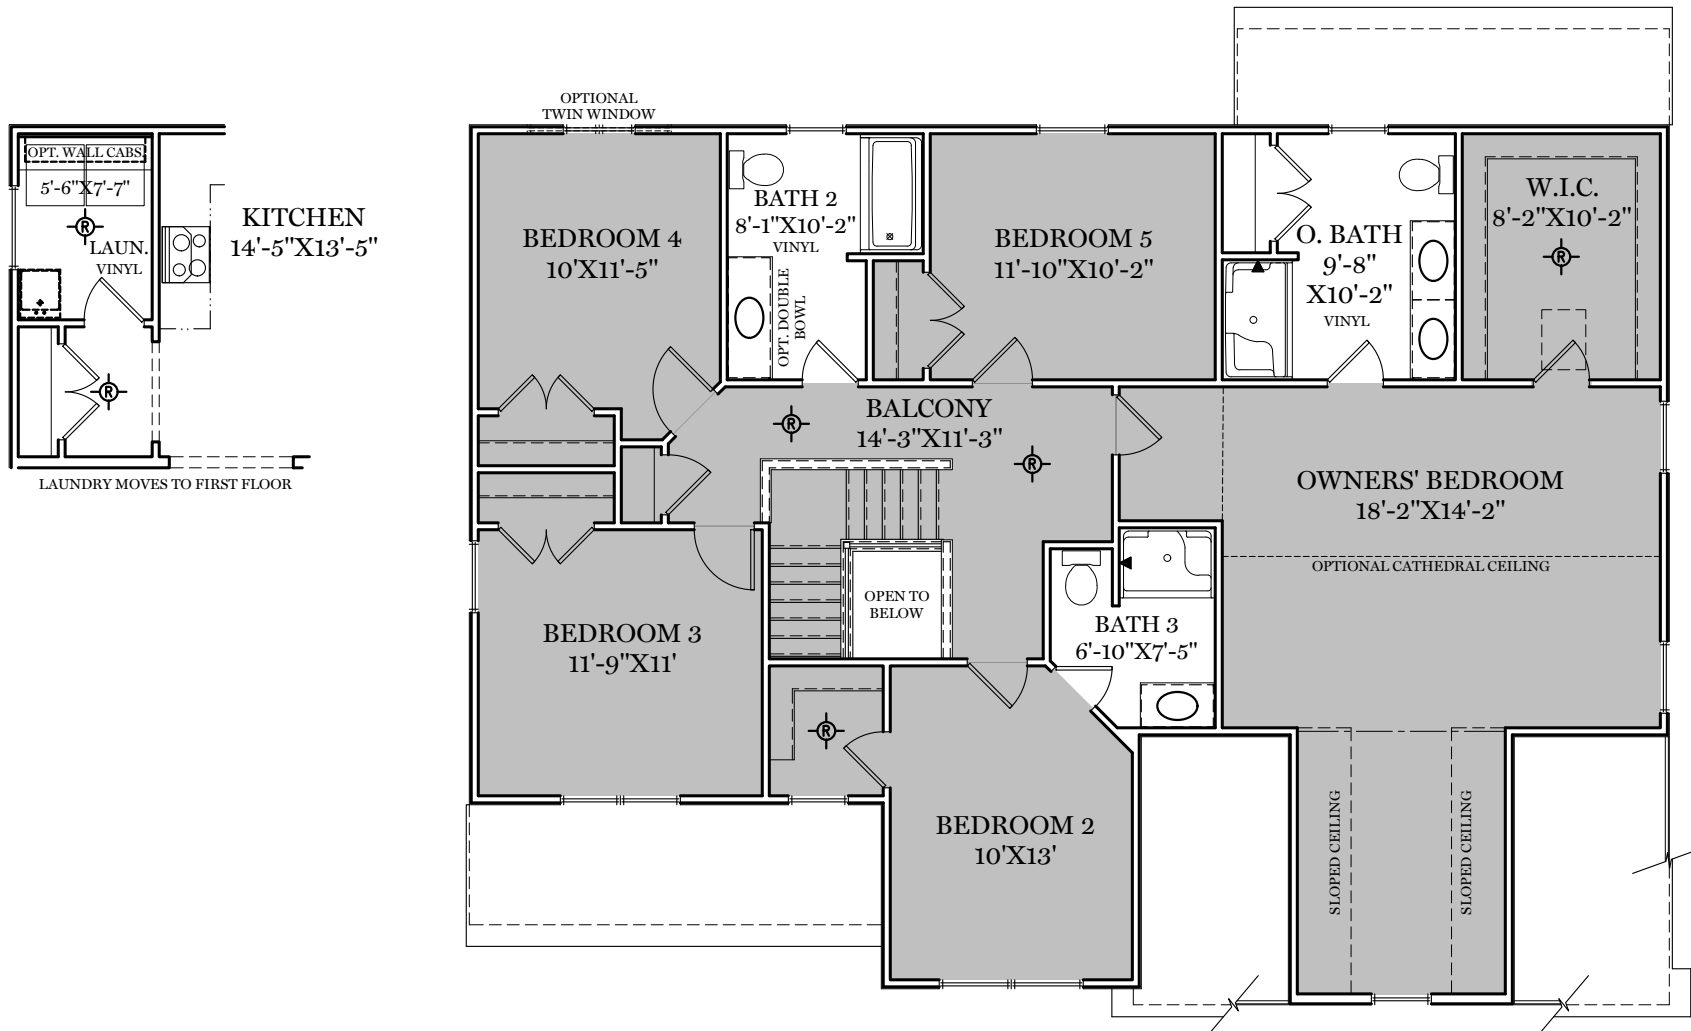 OPT. WALL CABS.
5'-6"X7'-7"
R
LAUN.
VINYL
R
KITCHEN
14'-5"X13'-5"
LAUNDRY MOVES TO FIRST FLOOR
OPTIONAL
TWIN WINDOW
BEDROOM 4
10'X11'-5"
BATH 2
8'-1"X10'-2"
VINYL
OPT. DOUBLE
BOWL
BEDROOM 5
11'-10"X10'-2"
O. BATH
9'-8"
X10'-2"
VINYL
W.I.C.
8'-2"X10'-2"
R
BALCONY
14'-3"X11'-3"
R
R
OWNERS' BEDROOM
18'-2"X14'-2"
OPTIONAL CATHEDRAL CEILING
OPEN TO
BELOW
BEDROOM 3
11'-9"X11'
BATH 3
6'-10"X7'-5"
R
BEDROOM 2
10'X13'
SLOPED CEILING
SLOPED CEILING